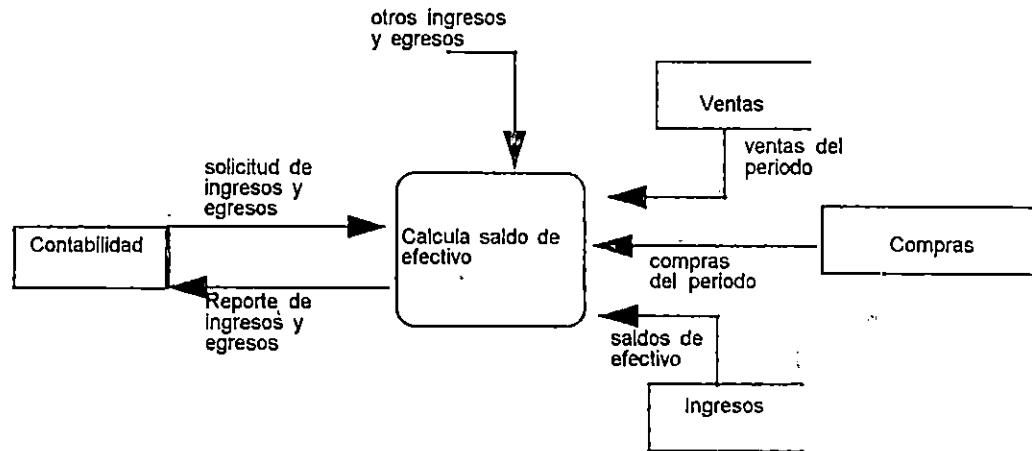 otros ingresos
y egresos
Ventas
ventas del
periodo
solicitud de
ingresos y
egresos
Contabilidad
Calcula saldo de
efectivo
Compras
compras
del periodo
Reporte de
ingresos y
egresos
saldos de
efectivo
Ingresos